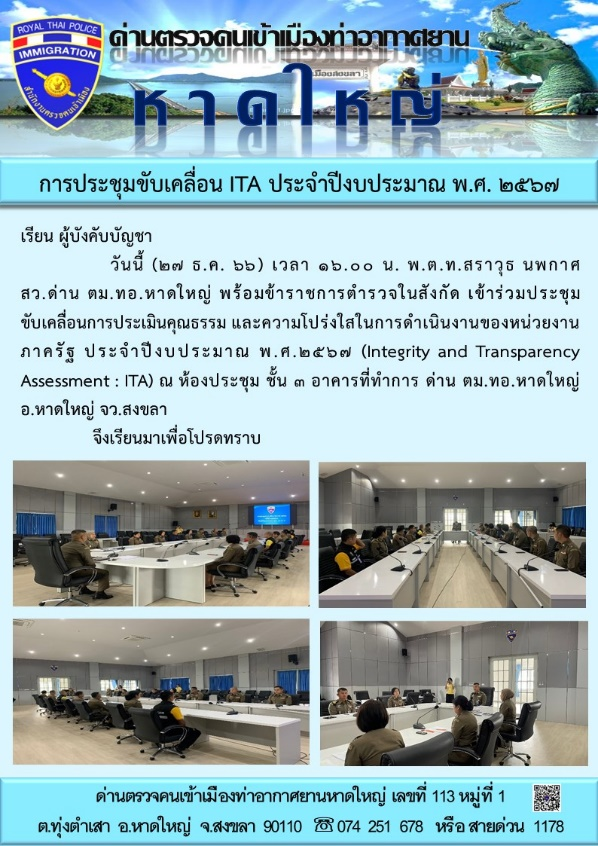 ROYAL THAI POLICE
IMMIGRATION
สำนักงานตรวจคนเข้าเมือง
ด่านตรวจคนเข้าเมืองท่าอากาศยาน
หาดใหญ่
การประชุมขับเคลื่อน ITA ประจำปีงบประมาณ พ.ศ. ๒๕๖๗
เรียน ผู้บังคับบัญชา
วันนี้ (๒๗ ธ.ค. ๖๖) เวลา ๑๖.๐๐ น. พ.ต.ท.สราวุธ นพกาศ
สว.ด่าน ตม.ทอ.หาดใหญ่ พร้อมข้าราชการตำรวจในสังกัด เข้าร่วมประชุม
ขับเคลื่อนการประเมินคุณธรรม และความโปร่งใสในการดำเนินงานของหน่วยงาน
ภาครัฐ ประจำปีงบประมาณ พ.ศ.๒๕๖๗ (Integrity and Transparency
Assessment : ITA) ณ ห้องประชุม ชั้น ๓ อาคารที่ทำการ ด่าน ตม.ทอ.หาดใหญ่
อ.หาดใหญ่ จว.สงขลา
จึงเรียนมาเพื่อโปรดทราบ
ด่านตรวจคนเข้าเมืองท่าอากาศยานหาดใหญ่ เลขที่ 113 หมู่ที่ 1
ต.ทุ่งตำเสา อ.หาดใหญ่ จ.สงขลา 90110 ☏074 251 678 หรือ สายด่วน 1178